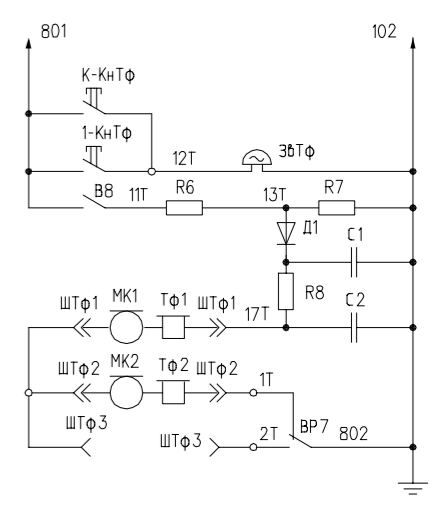 801 102
К-КнТф
1-КнТф
12Т ЗвТф
В8 11Т R6 13Т R7
Д1 С1
R8 С2
ШТф1 МК1 Тф1 ШТф1 17Т
ШТф2 МК2 Тф2 ШТф2 1Т
ШТф3 ШТф3 2Т ВР7 802